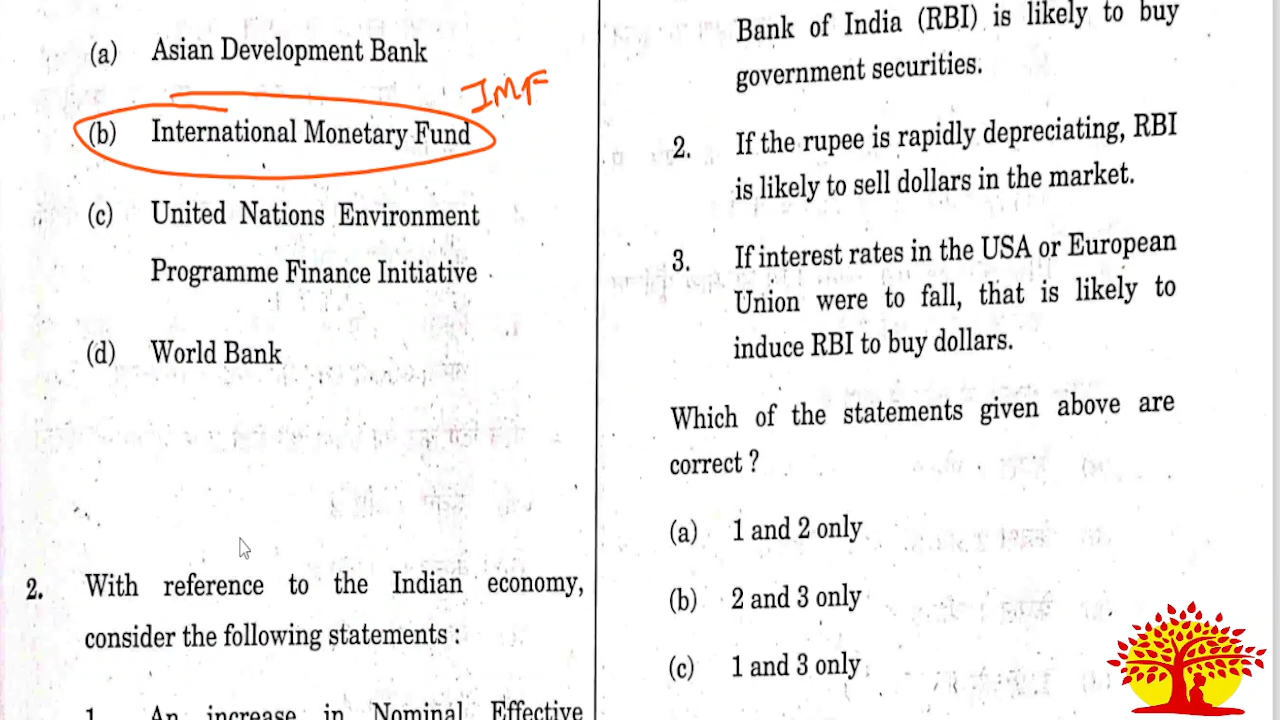 (a) Asian Development Bank
IMF
(b) International Monetary Fund
(c) United Nations Environment
Programme Finance Initiative
(d) World Bank
2. With reference to the Indian economy,
consider the following statements :
1. An increase in Nominal Effective
Bank of India (RBI) is likely to buy
government securities.
2. If the rupee is rapidly depreciating, RBI
is likely to sell dollars in the market.
3. If interest rates in the USA or European
Union were to fall, that is likely to
induce RBI to buy dollars.
Which of the statements given above are
correct ?
(a) 1 and 2 only
(b) 2 and 3 only
(c) 1 and 3 only